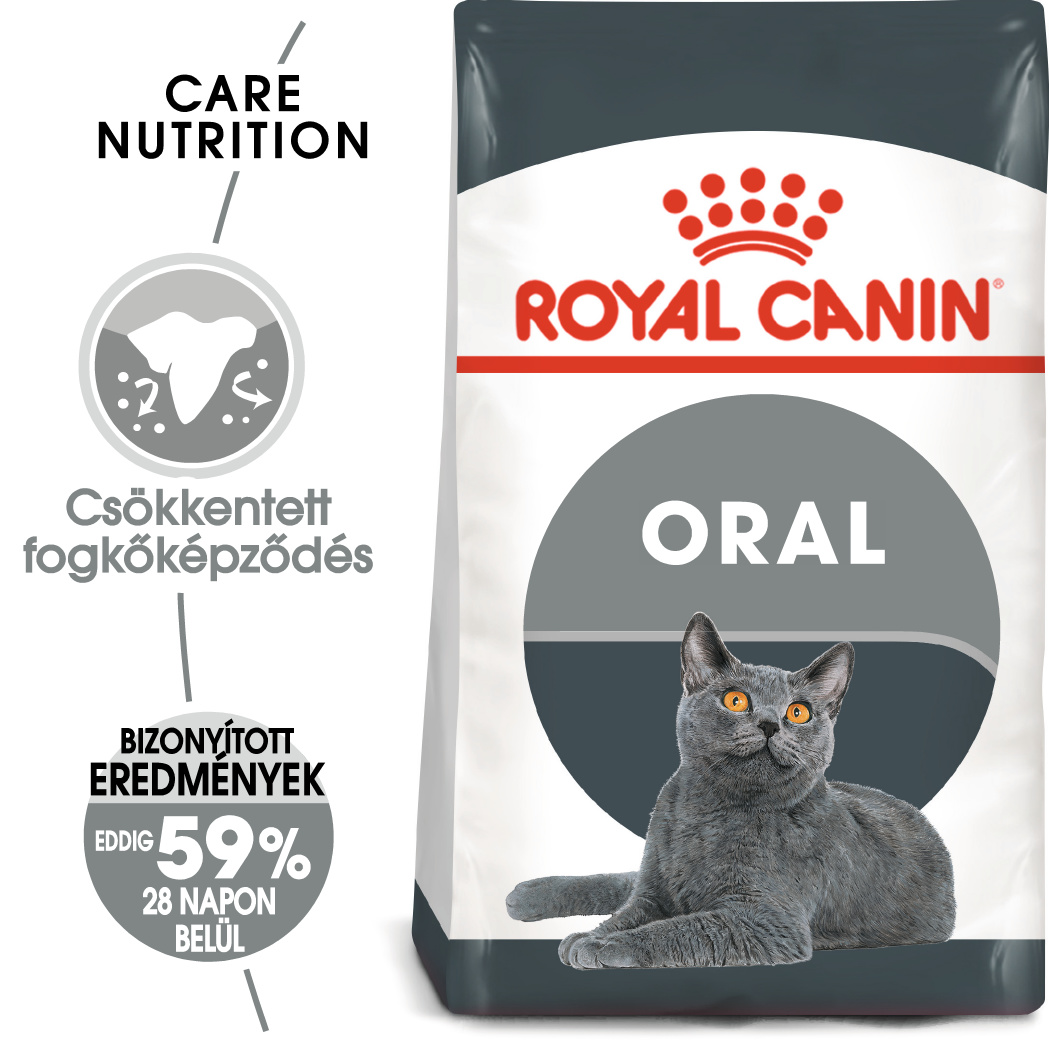 CARE
NUTRITION
Csökkentett
fogkőképződés
BIZONYÍTOTT
EREDMÉNYEK
EDDIG 59%
28 NAPON
BELÜL
ROYAL CANIN®
ORAL